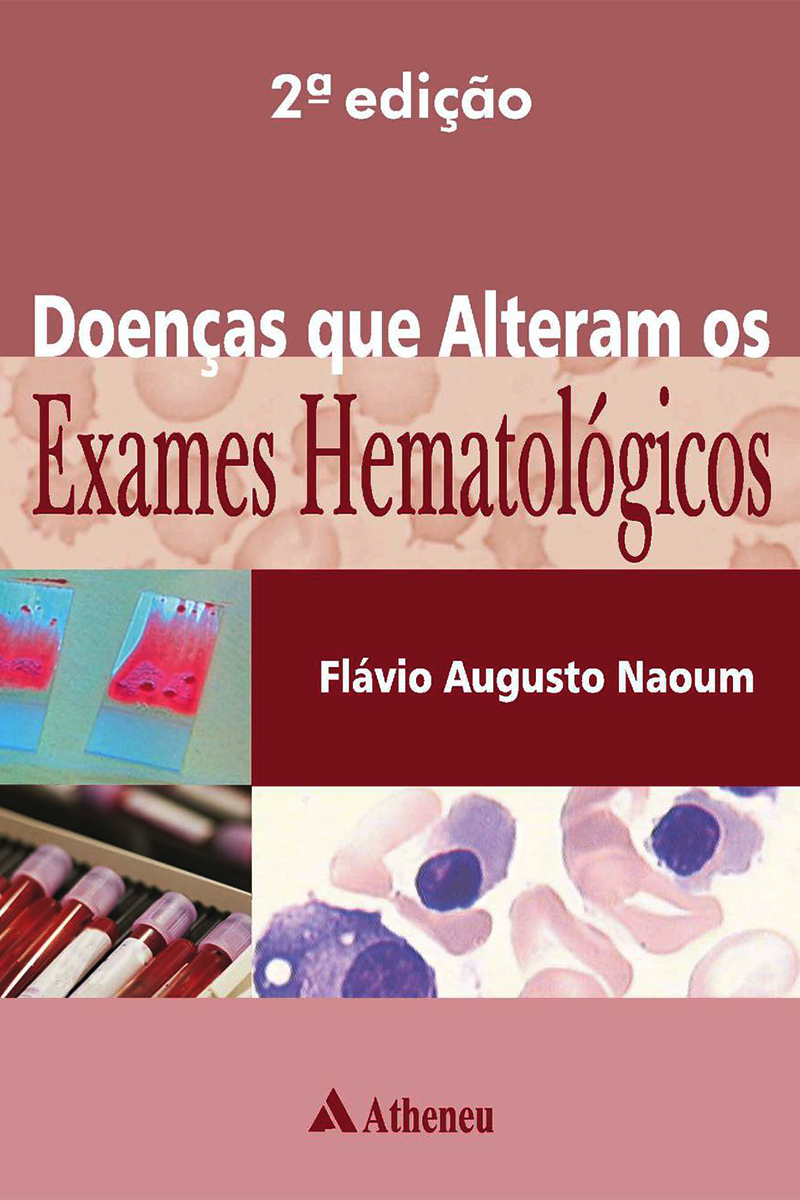 2ª edição
Doenças que Alteram os
Exames Hematológicos
Flávio Augusto Naoum
Atheneu